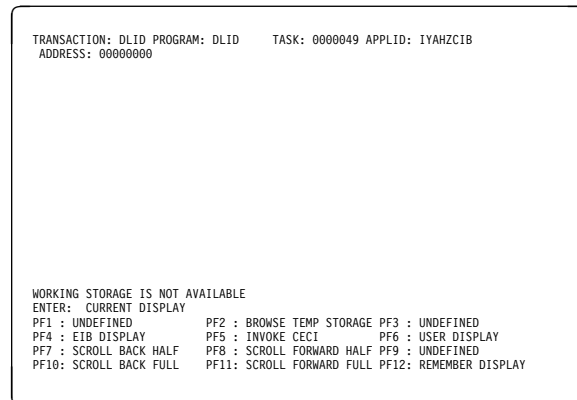 TRANSACTION: DLID PROGRAM: DLID TASK: 0000049 APPLID: IYAHZCIB
ADDRESS: 00000000
WORKING STORAGE IS NOT AVAILABLE
ENTER: CURRENT DISPLAY
PF1 : UNDEFINED PF2 : BROWSE TEMP STORAGE PF3 : UNDEFINED
PF4 : EIB DISPLAY PF5 : INVOKE CECI PF6 : USER DISPLAY
PF7 : SCROLL BACK HALF PF8 : SCROLL FORWARD HALF PF9 : UNDEFINED
PF10: SCROLL BACK FULL PF11: SCROLL FORWARD FULL PF12: REMEMBER DISPLAY